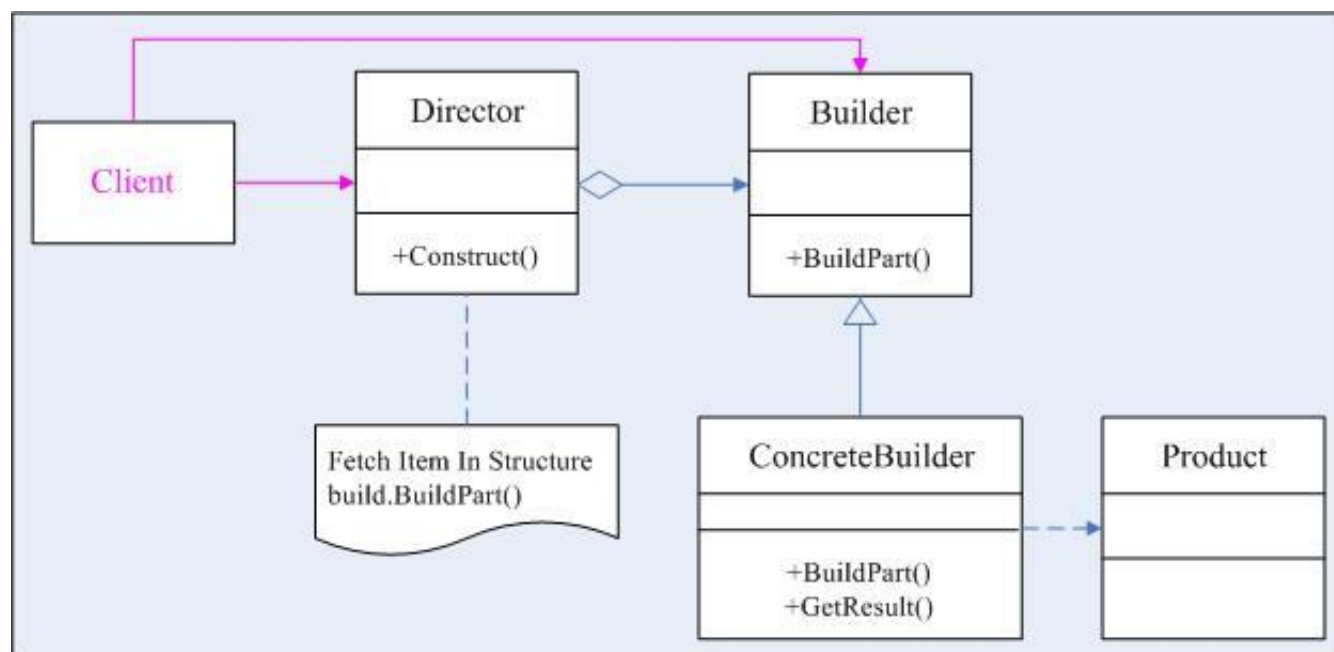 Director
Builder
Client
+Construct()
+BuildPart()
Fetch Item In Structure
build.BuildPart()
ConcreteBuilder
Product
+BuildPart()
+GetResult()